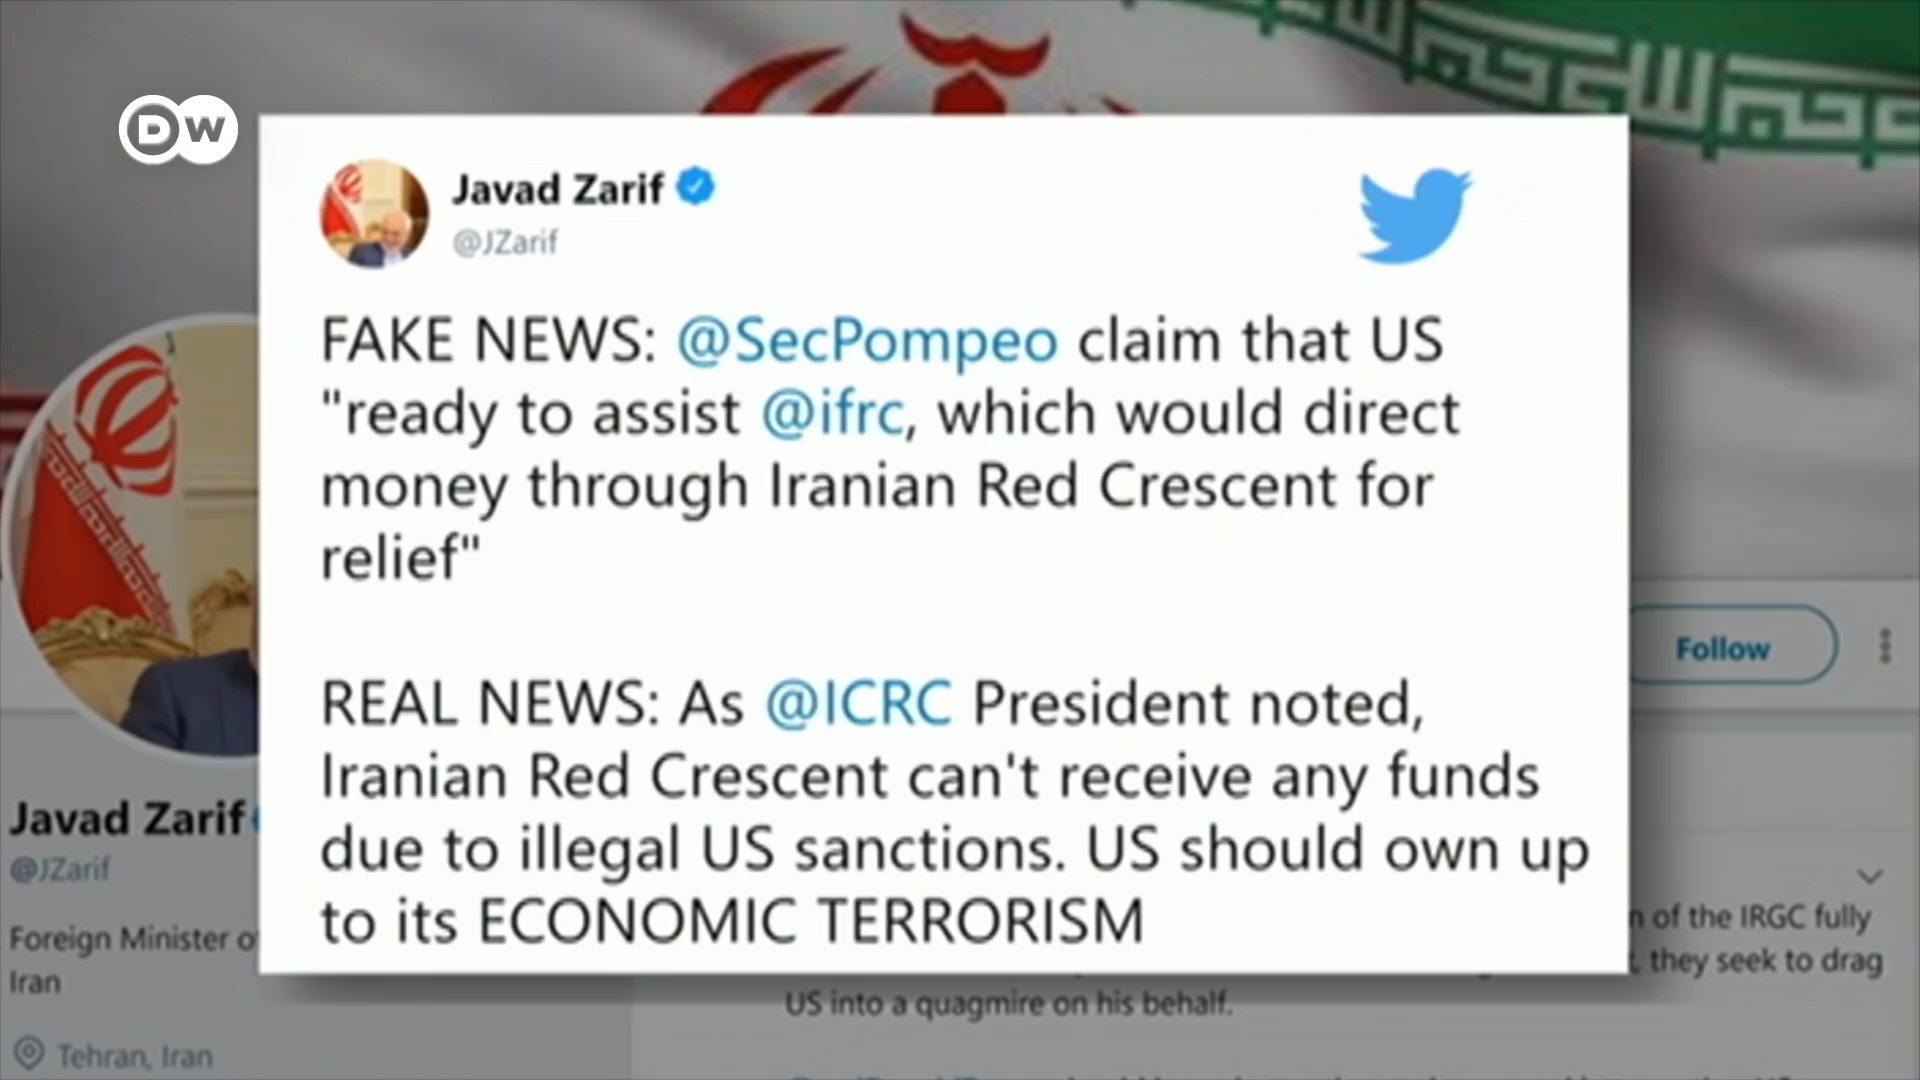 DW
Javad Zarif
@JZarif
FAKE NEWS: @SecPompeo claim that US
"ready to assist @ifrc, which would direct
money through Iranian Red Crescent for
relief"
REAL NEWS: As @ICRC President noted,
Iranian Red Crescent can't receive any funds
due to illegal US sanctions. US should own up
to its ECONOMIC TERRORISM
Follow
Javad Zarif
@JZarif
Foreign Minister
Iran
Tehran, Iran
of the IRGC fully
they seek to drag
US into a quagmire on his behalf.